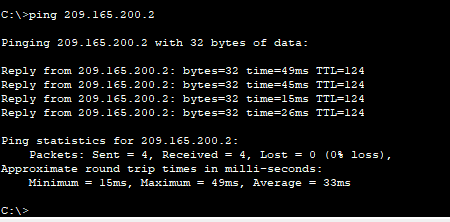 C:\>ping 209.165.200.2
Pinging 209.165.200.2 with 32 bytes of data:
Reply from 209.165.200.2: bytes=32 time=49ms TTL=124
Reply from 209.165.200.2: bytes=32 time=45ms TTL=124
Reply from 209.165.200.2: bytes=32 time=15ms TTL=124
Reply from 209.165.200.2: bytes=32 time=26ms TTL=124
Ping statistics for 209.165.200.2:
    Packets: Sent = 4, Received = 4, Lost = 0 (0% loss),
Approximate round trip times in milli-seconds:
    Minimum = 15ms, Maximum = 49ms, Average = 33ms
C:\>